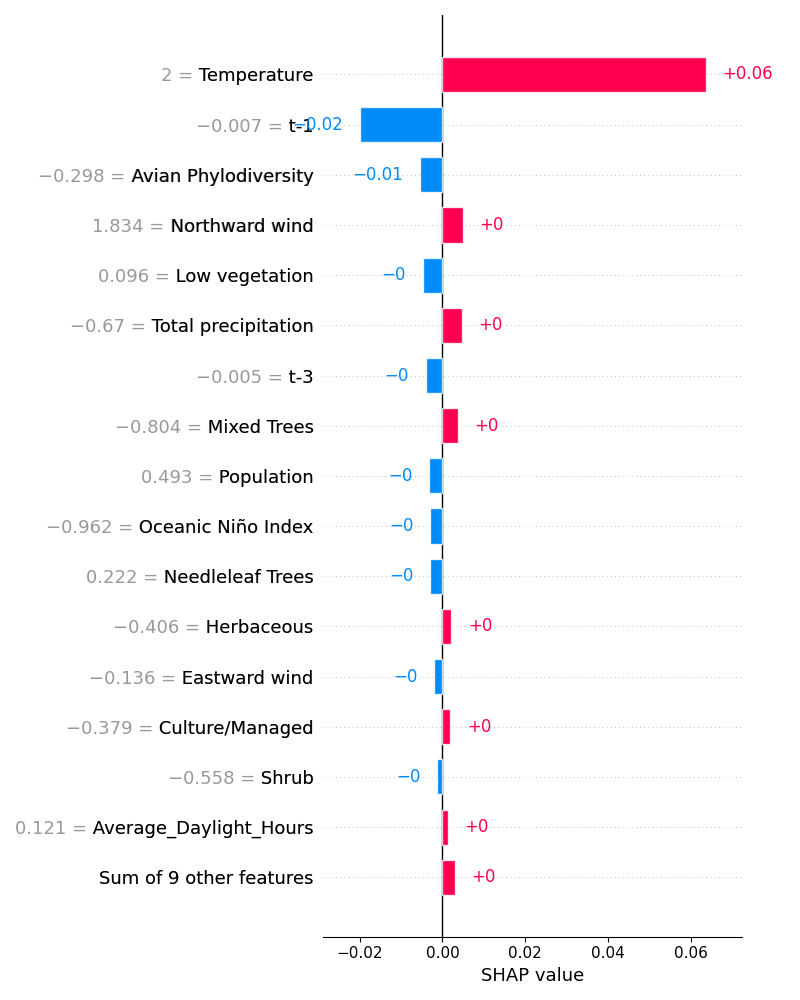 2 = Temperature +0.06
−0.007 = t-1 −0.02
−0.298 = Avian Phylodiversity −0.01
1.834 = Northward wind +0
0.096 = Low vegetation −0
−0.67 = Total precipitation +0
−0.005 = t-3 −0
−0.804 = Mixed Trees +0
0.493 = Population −0
−0.962 = Oceanic Niño Index −0
0.222 = Needleleaf Trees −0
−0.406 = Herbaceous +0
−0.136 = Eastward wind −0
−0.379 = Culture/Managed +0
−0.558 = Shrub −0
0.121 = Average_Daylight_Hours +0
Sum of 9 other features +0
−0.02 0.00 0.02 0.04 0.06
SHAP value